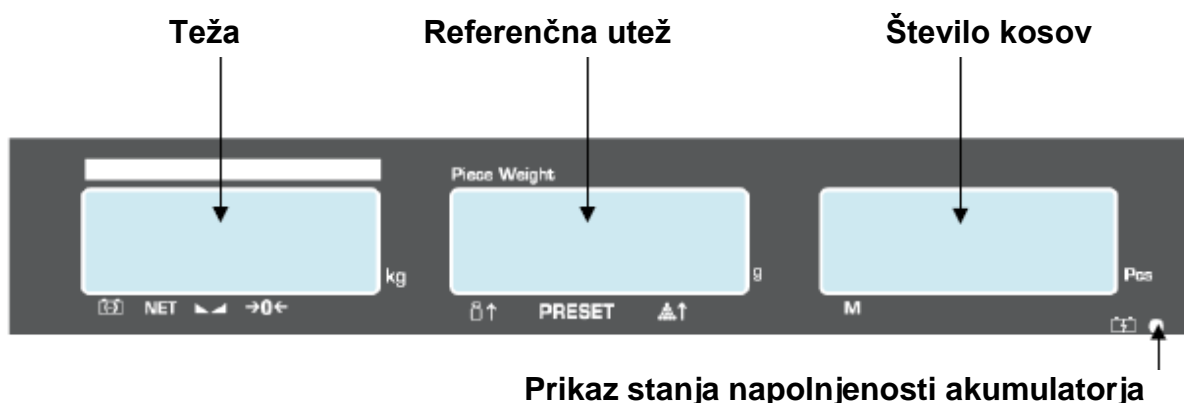 Teža Referenčna utež Število kosov
Piece Weight
kg g Pcs
NET →0← PRESET M
Prikaz stanja napolnjenosti akumulatorja